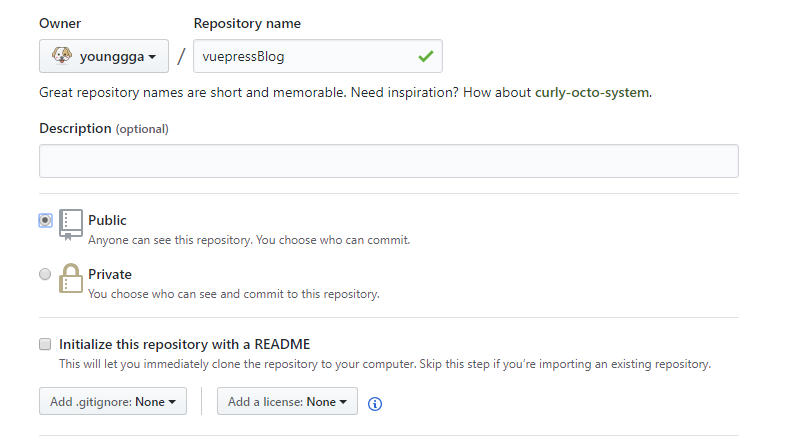 Owner Repository name
younggga / vuepressBlog
Great repository names are short and memorable. Need inspiration? How about curly-octo-system.
Description (optional)
Public
Anyone can see this repository. You choose who can commit.
Private
You choose who can see and commit to this repository.
Initialize this repository with a README
This will let you immediately clone the repository to your computer. Skip this step if you’re importing an existing repository.
Add .gitignore: None Add a license: None